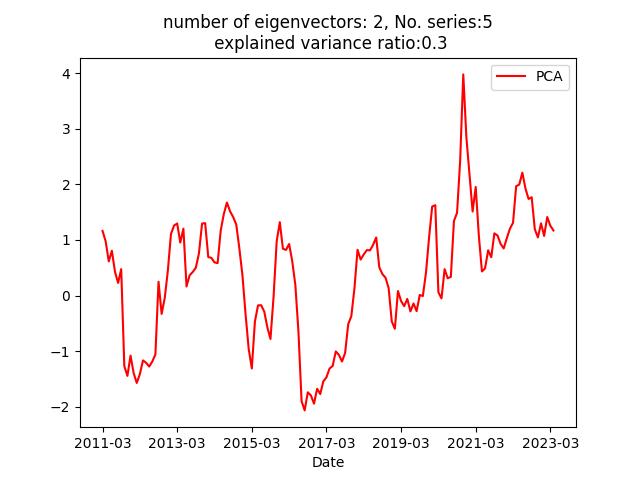 number of eigenvectors: 2, No. series:5
explained variance ratio:0.3
PCA
4
3
2
1
0
−1
−2
2011-03 2013-03 2015-03 2017-03 2019-03 2021-03 2023-03
Date